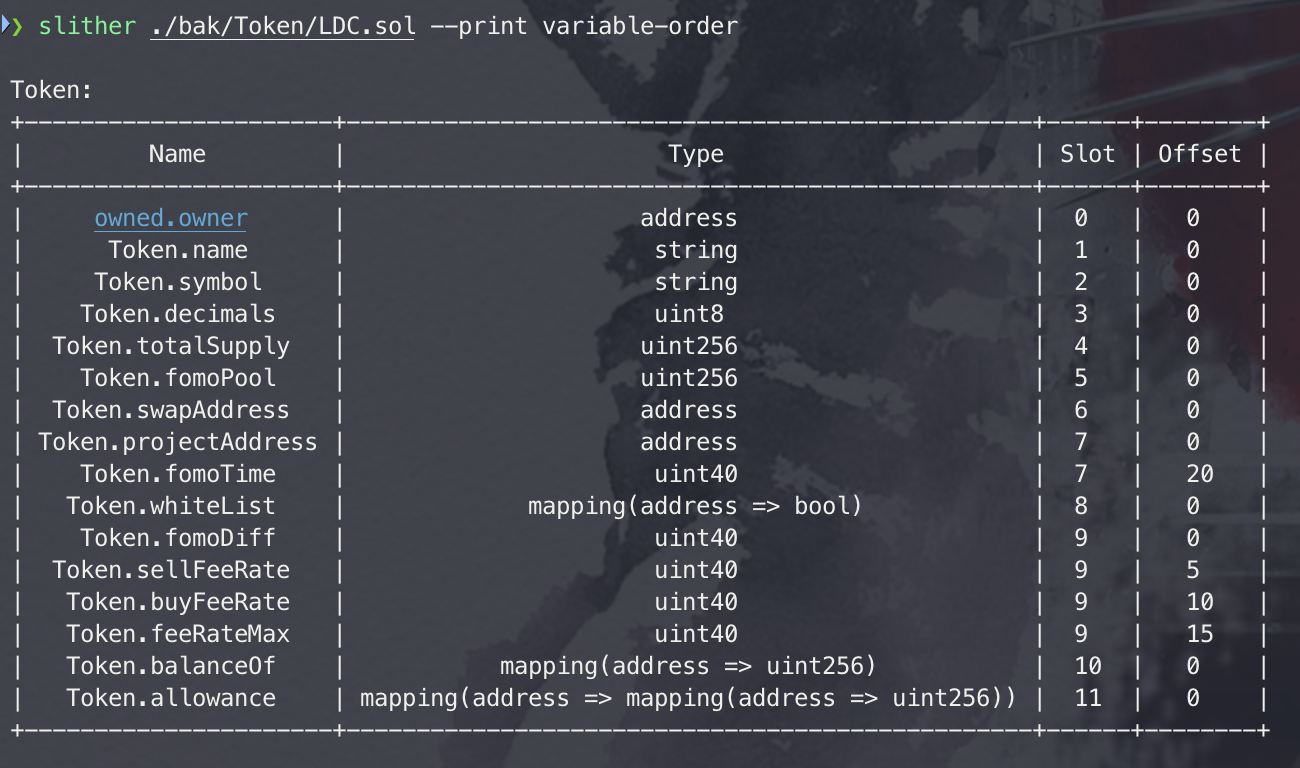 ❯ slither ./bak/Token/LDC.sol --print variable-order
Token:
+-----------------------+-------------------------------------------------+------+--------+
| Name | Type | Slot | Offset |
+-----------------------+-------------------------------------------------+------+--------+
| owned.owner | address | 0 | 0 |
| Token.name | string | 1 | 0 |
| Token.symbol | string | 2 | 0 |
| Token.decimals | uint8 | 3 | 0 |
| Token.totalSupply | uint256 | 4 | 0 |
| Token.fomoPool | uint256 | 5 | 0 |
| Token.swapAddress | address | 6 | 0 |
| Token.projectAddress | address | 7 | 0 |
| Token.fomoTime | uint40 | 7 | 20 |
| Token.whiteList | mapping(address => bool) | 8 | 0 |
| Token.fomoDiff | uint40 | 9 | 0 |
| Token.sellFeeRate | uint40 | 9 | 5 |
| Token.buyFeeRate | uint40 | 9 | 10 |
| Token.feeRateMax | uint40 | 9 | 15 |
| Token.balanceOf | mapping(address => uint256) | 10 | 0 |
| Token.allowance | mapping(address => mapping(address => uint256)) | 11 | 0 |
+-----------------------+-------------------------------------------------+------+--------+